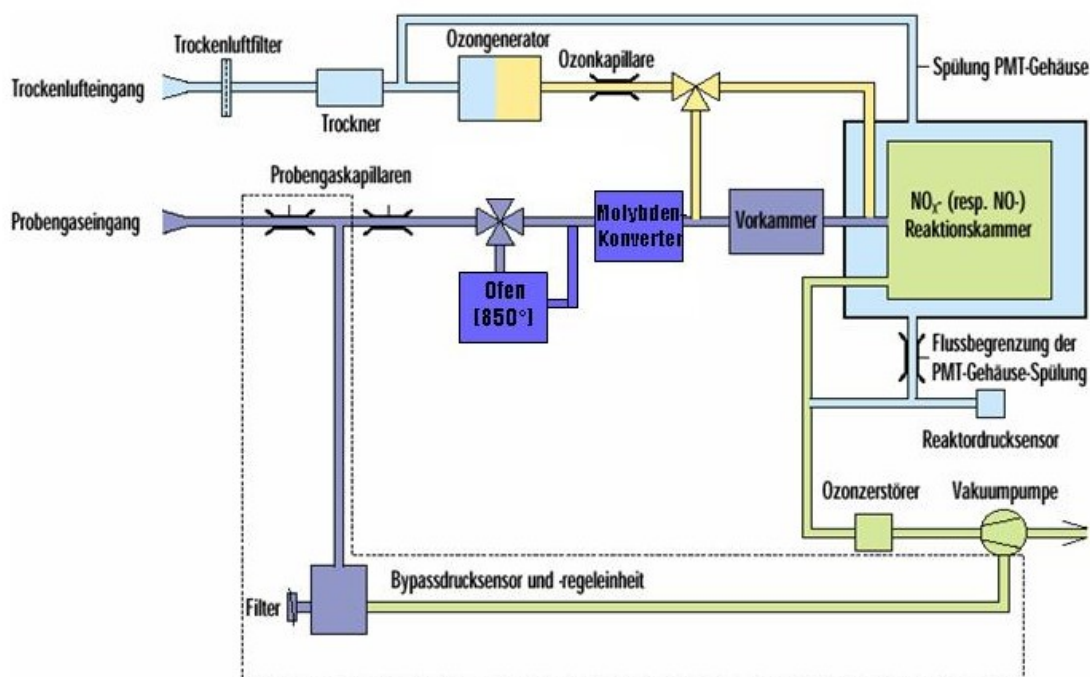 Trockenluftfilter
Ozongenerator
Ozonkapillare
Spülung PMT-Gehäuse
Trockenlufteingang
Trockner
Probengaskapillaren
Probengaseingang
Molybden-
Konverter
Vorkammer
NOX- (resp. NO-)
Reaktionskammer
Ofen
(850°)
Flussbegrenzung der
PMT-Gehäuse-Spülung
Reaktordrucksensor
Ozonzerstörer
Vakuumpumpe
Bypassdrucksensor und -regeleinheit
Filter